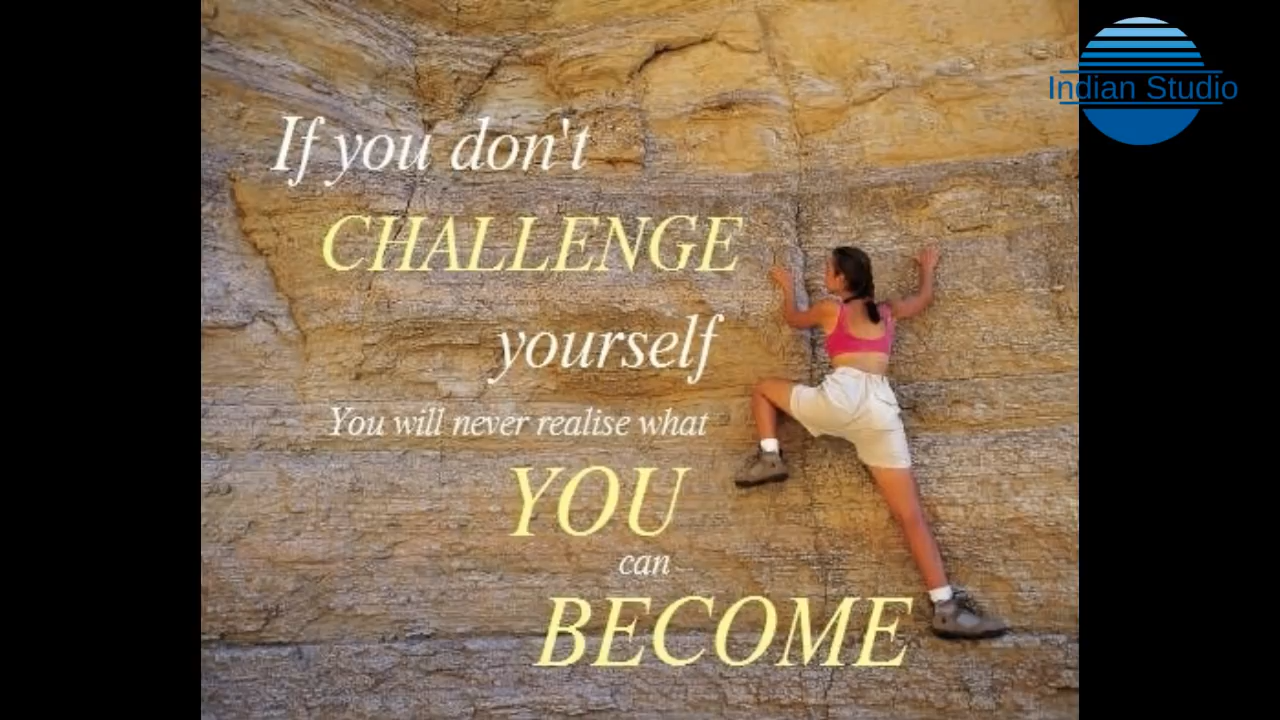 Indian Studio
If you don't
CHALLENGE
yourself
You will never realise what
YOU
can
BECOME